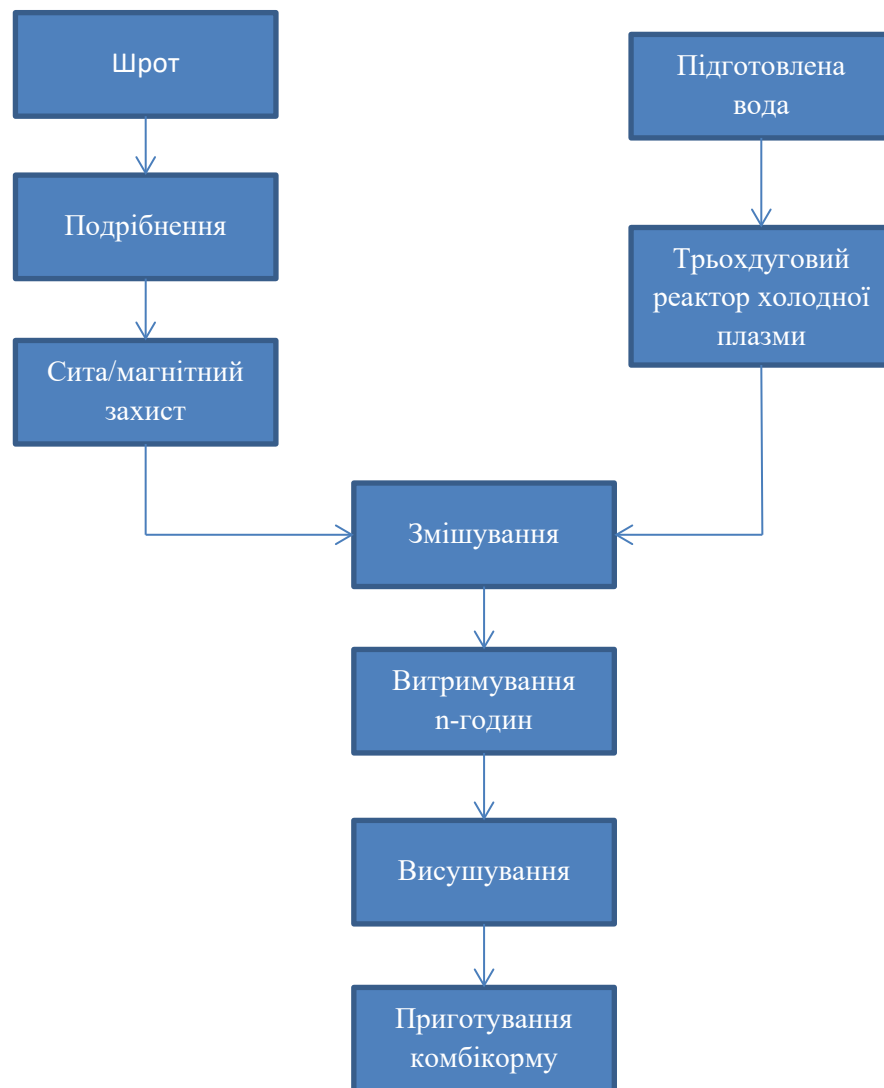 Шрот
Підготовлена
вода
Подрібнення
Трьохдуговий
реактор холодної
плазми
Сита/магнітний
захист
Змішування
Витримування
n-годин
Висушування
Приготування
комбікорму